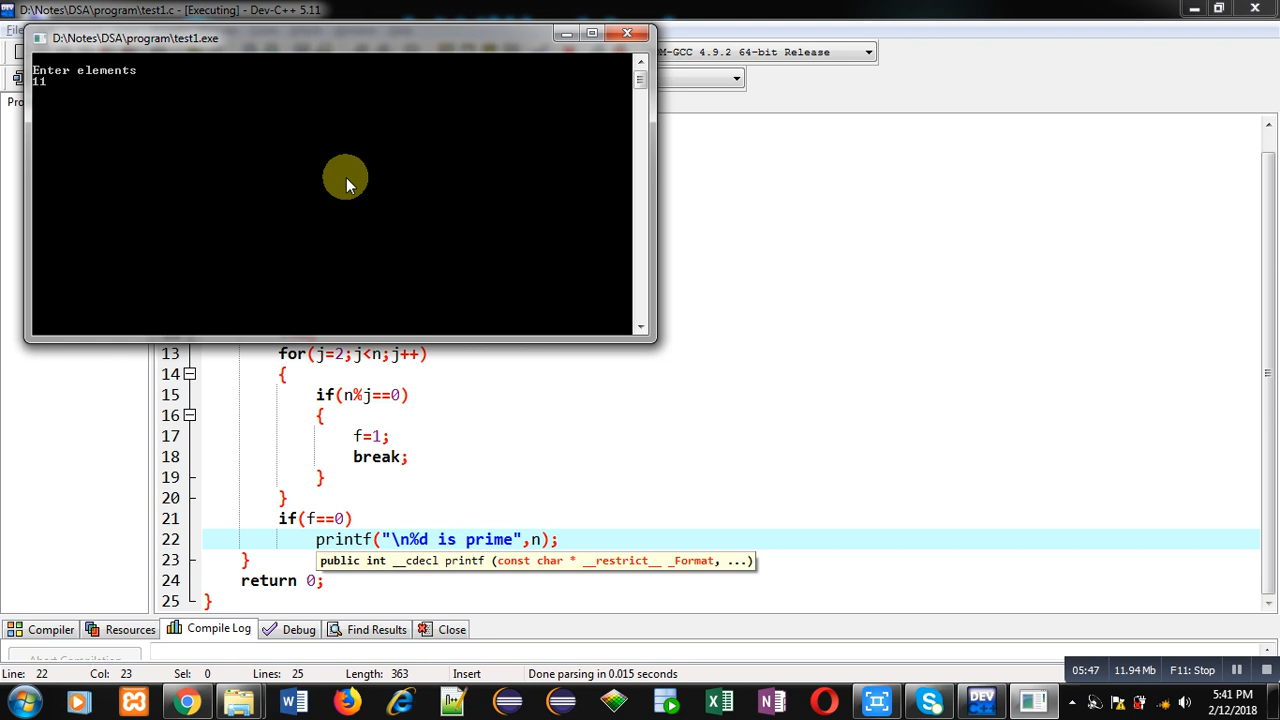 D:\Notes\DSA\program\test1.c - [Executing] - Dev-C++ 5.11
D:\Notes\DSA\program\test1.exe
GCC 4.9.2 64-bit Release
Enter elements
11
13 for(j=2;j<n;j++)
14 {
15 if(n%j==0)
16 {
17 f=1;
18 break;
19 }
20 }
21 if(f==0)
22 printf("\n%d is prime",n);
23 }
public int __cdecl printf (const char * __restrict__ _Format, ...)
24 return 0;
25 }
Compiler Resources Compile Log Debug Find Results Close
Abort Compilation
Line: 22 Col: 23 Sel: 0 Lines: 25 Length: 363 Insert Done parsing in 0.015 seconds
05:47 11.94 Mb F11: Stop
5:41 PM
2/12/2018